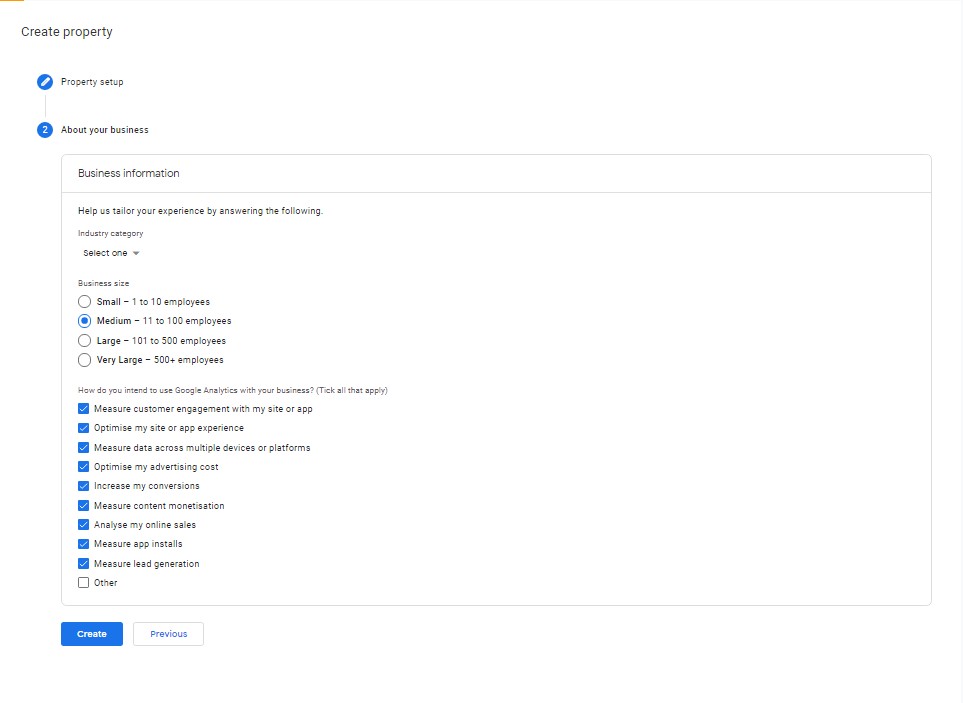 Create property
Property setup
2 About your business
Business information
Help us tailor your experience by answering the following.
Industry category
Select one
Business size
Small – 1 to 10 employees
Medium – 11 to 100 employees
Large – 101 to 500 employees
Very Large – 500+ employees
How do you intend to use Google Analytics with your business? (Tick all that apply)
Measure customer engagement with my site or app
Optimise my site or app experience
Measure data across multiple devices or platforms
Optimise my advertising cost
Increase my conversions
Measure content monetisation
Analyse my online sales
Measure app installs
Measure lead generation
Other
Create Previous